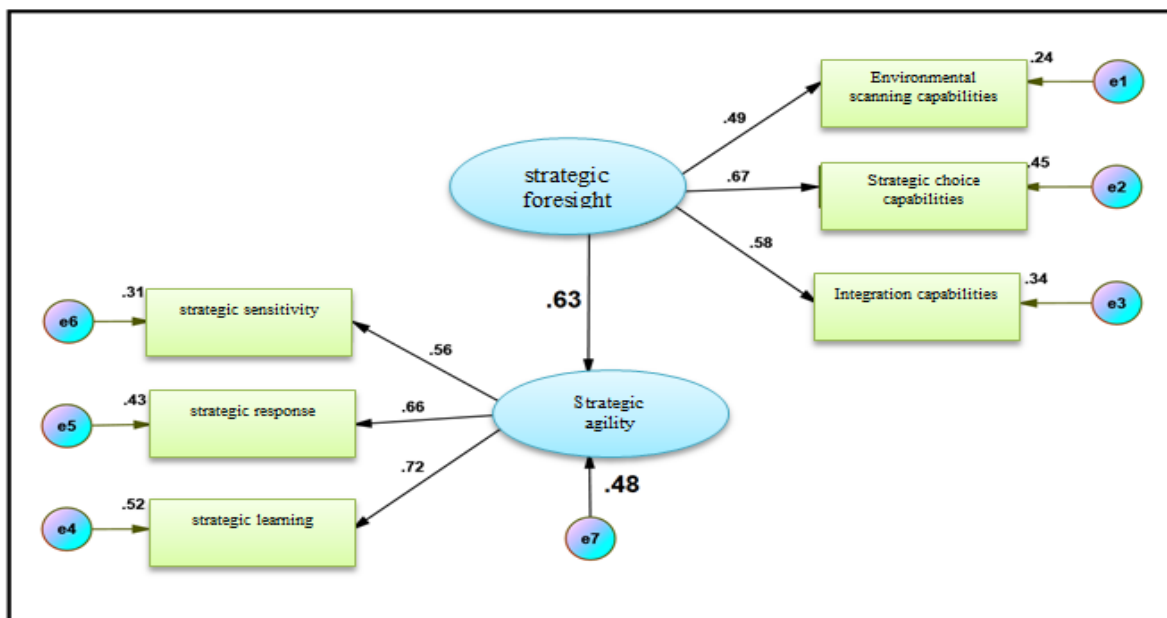 .24
e1
Environmental
scanning capabilities
.49
strategic
foresight
.67
.45
e2
Strategic choice
capabilities
.58
.34
e3
Integration capabilities
.63
.31
e6
strategic sensitivity
.56
.43
e5
strategic response
.66
Strategic
agility
.72
.48
.52
e4
strategic learning
e7